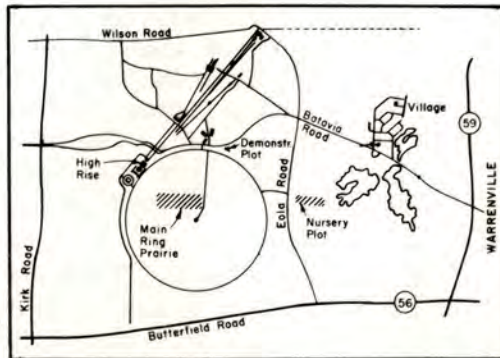 Wilson Road
Village
Batavia
Road
59
Demonstr.
Plot
High
Rise
WARRENVILLE
Main
Ring
Prairie
Eola Road
Nursery
Plot
Kirk Road
56
Butterfield Road